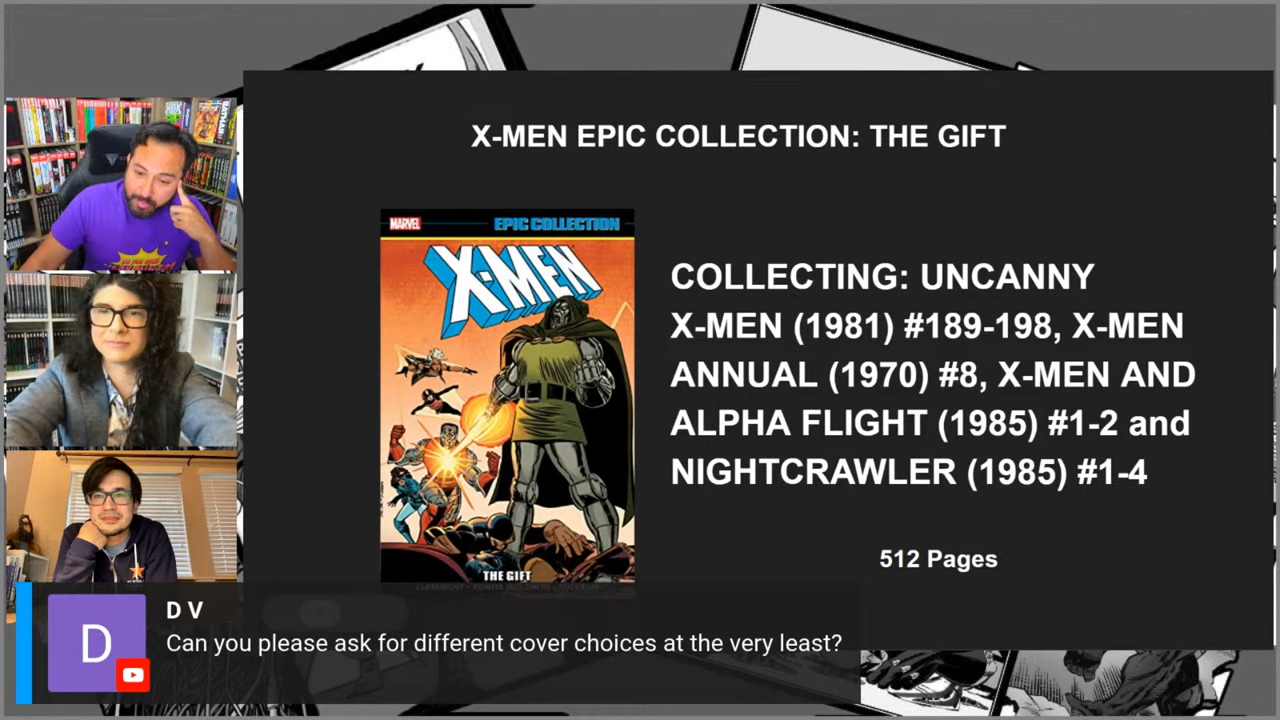 X-MEN EPIC COLLECTION: THE GIFT
MARVEL
EPIC COLLECTION
X-MEN
THE GIFT
COLLECTING: UNCANNY
X-MEN (1981) #189-198, X-MEN
ANNUAL (1970) #8, X-MEN AND
ALPHA FLIGHT (1985) #1-2 and
NIGHTCRAWLER (1985) #1-4
512 Pages
D
D V
Can you please ask for different cover choices at the very least?